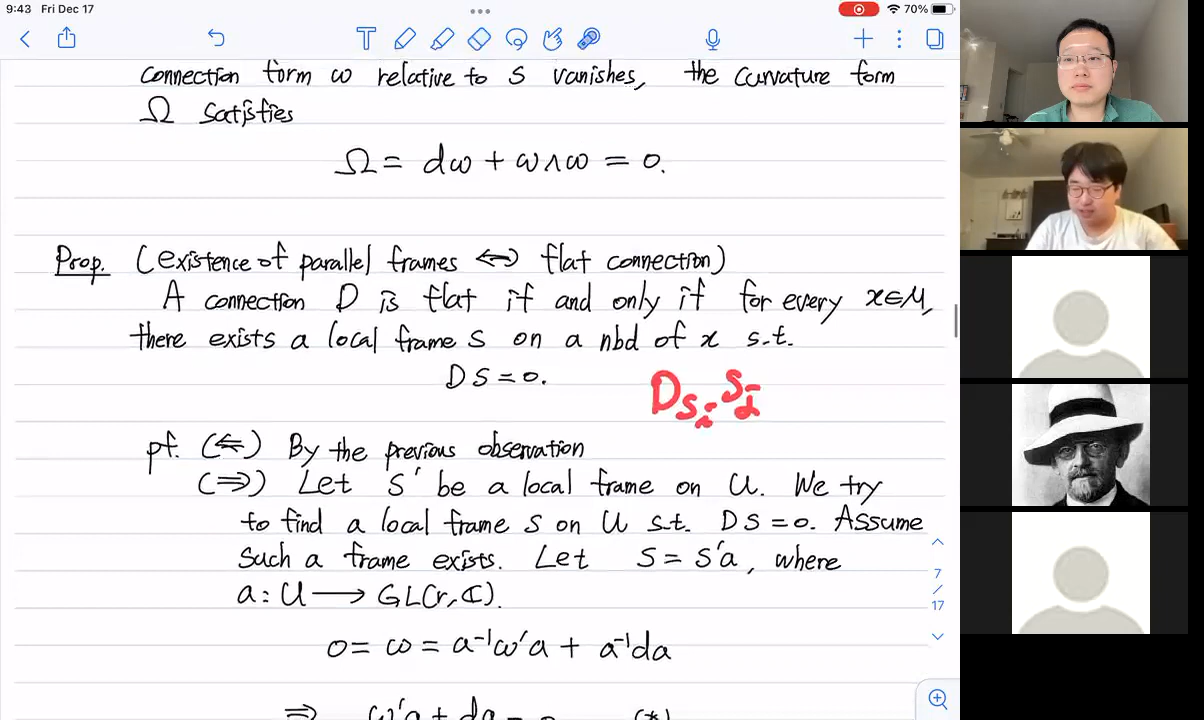 9:43 Fri Dec 17
70%
connection form ω relative to S vanishes, the curvature form
Ω satisfies
Ω = dω + ω∧ω = 0.
Prop. (existence of parallel frames ⟷ flat connection)
A connection D is flat if and only if for every x∈M,
there exists a local frame S on a nbd of x s.t.
DS=0.
pf. (⇐) By the previous observation
(⇒) Let S' be a local frame on U. We try
to find a local frame s on U s.t. DS=0. Assume
Such a frame exists. Let S = S'a, where
a: U ⟶ GL(r, ℂ).
0 = ω = a⁻¹ω'a + a⁻¹da
⇒ ω'a + da = 0 (*)
7
/
17